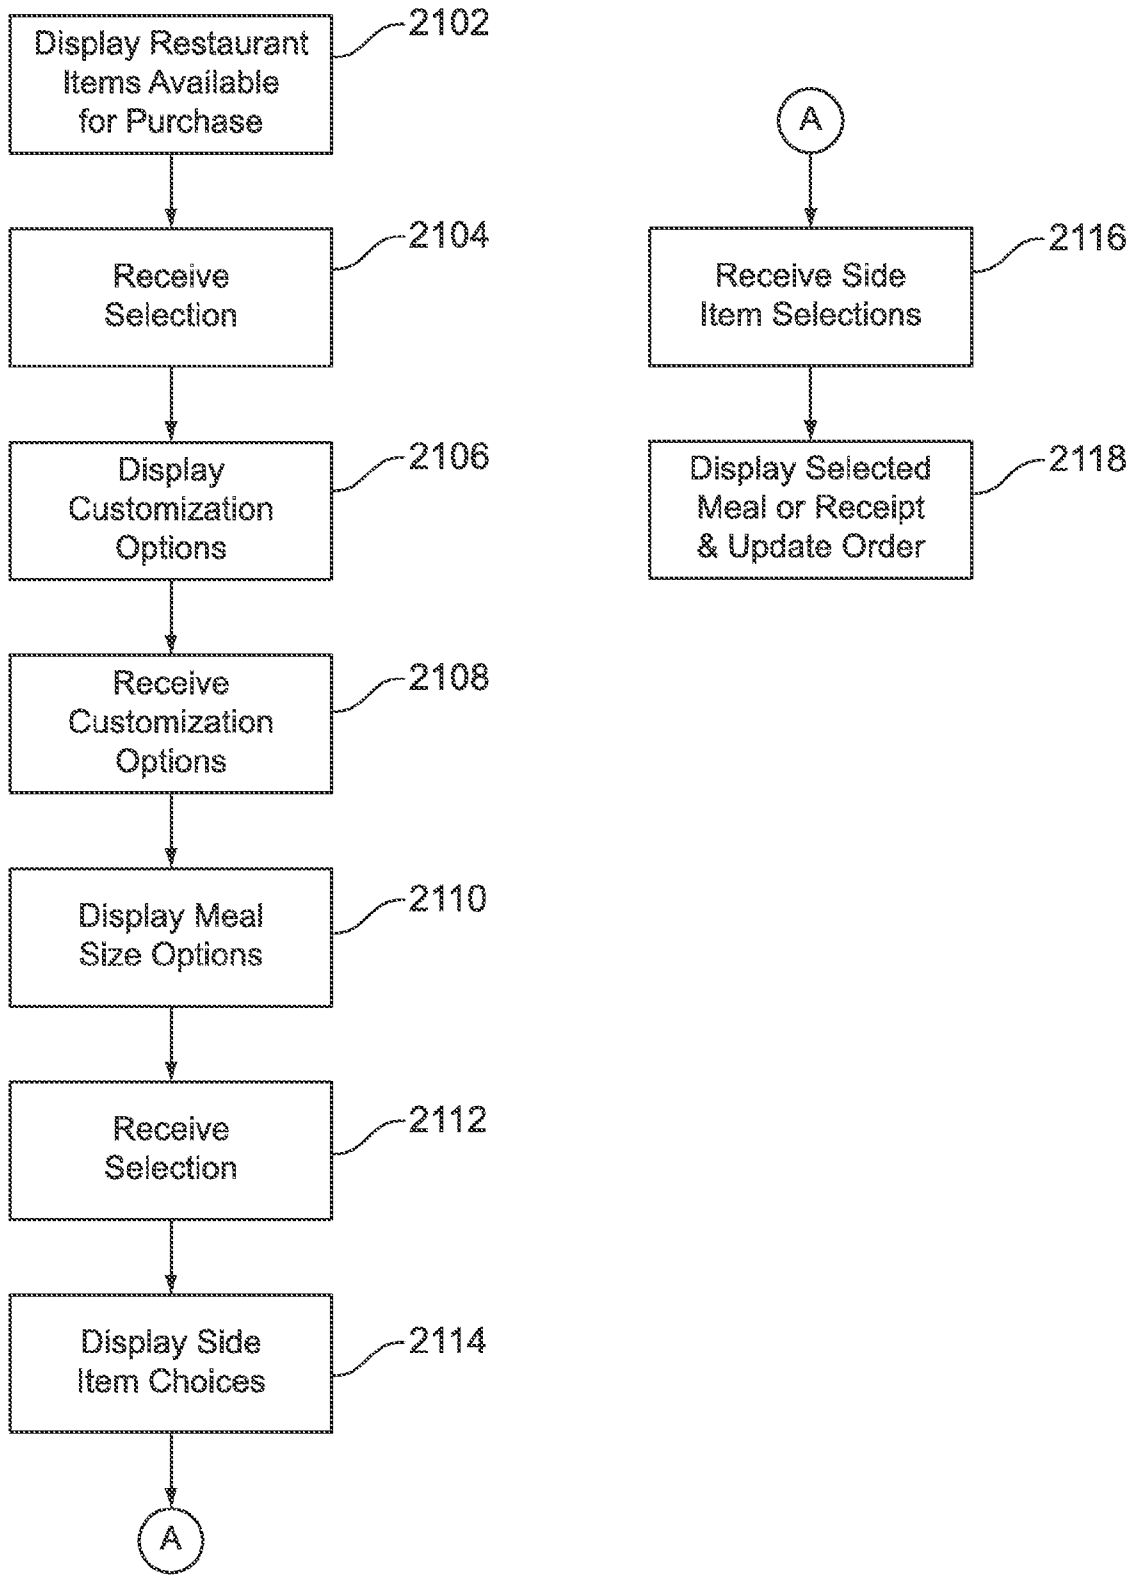 2102
Display Restaurant
Items Available
for Purchase
2104
Receive
Selection
2106
Display
Customization
Options
2108
Receive
Customization
Options
2110
Display Meal
Size Options
2112
Receive
Selection
2114
Display Side
Item Choices
A
A
2116
Receive Side
Item Selections
2118
Display Selected
Meal or Receipt
& Update Order